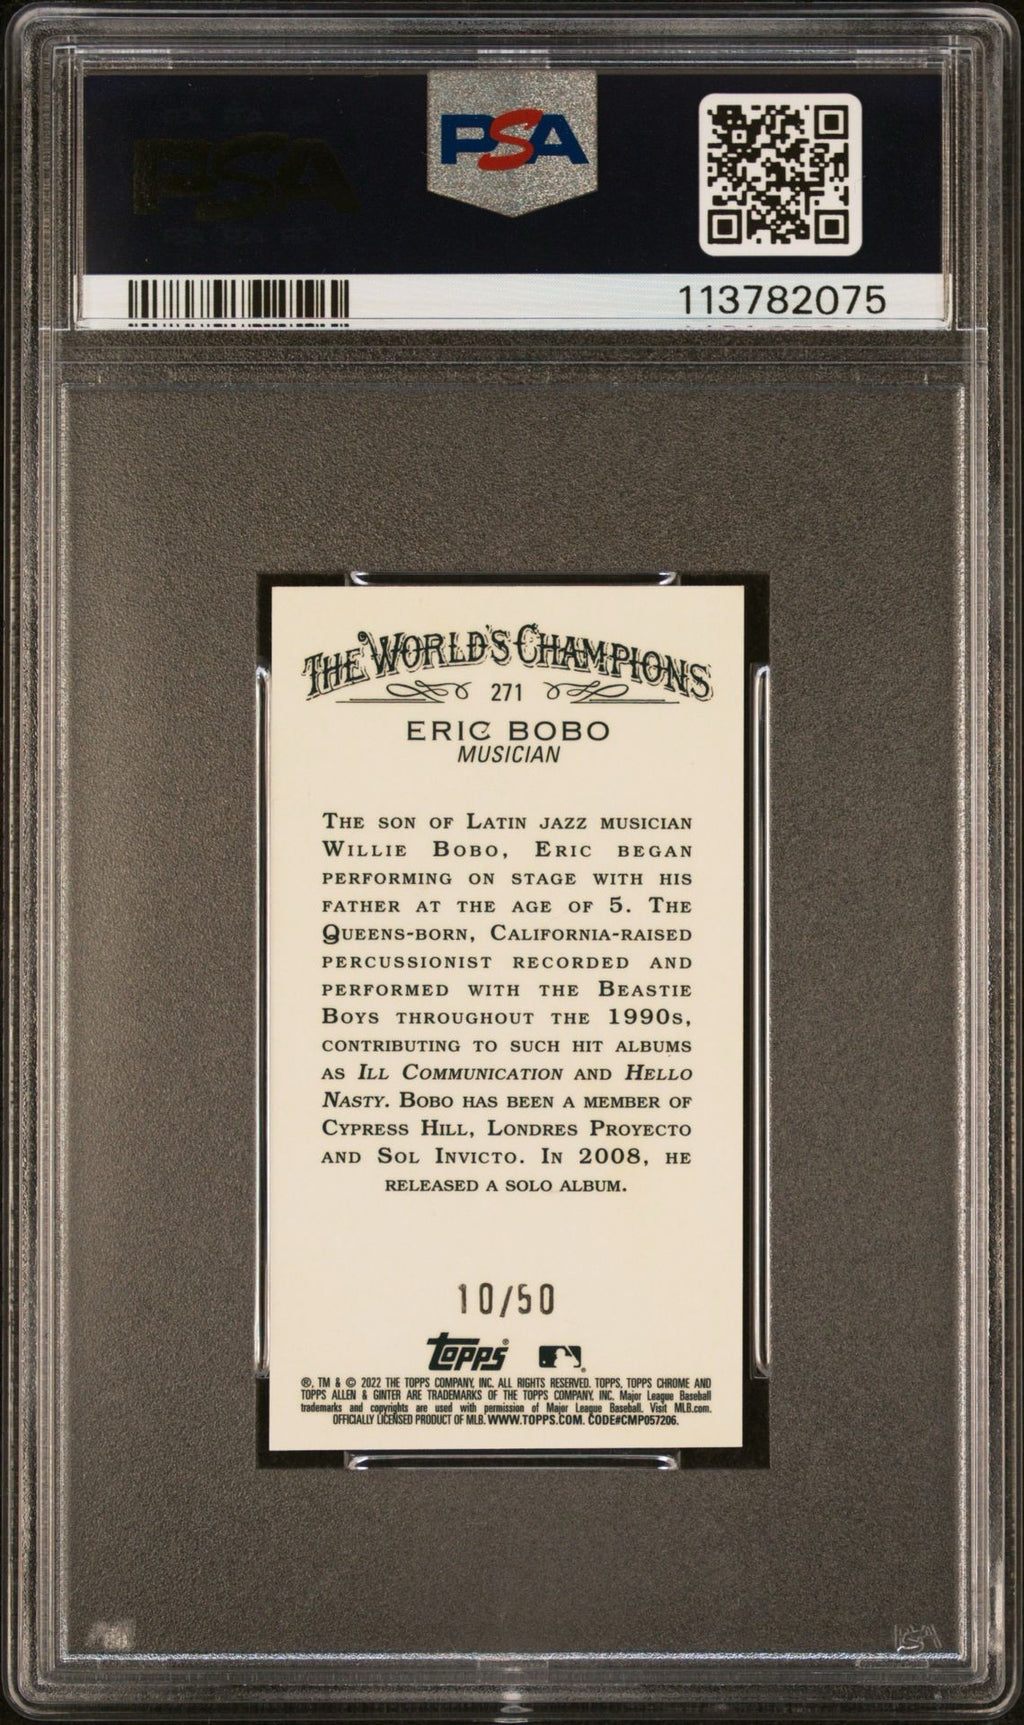 PSA
PSA
113782075
THE WORLD'S CHAMPIONS
271
ERIC BOBO
MUSICIAN
THE SON OF LATIN JAZZ MUSICIAN
WILLIE BOBO, ERIC BEGAN
PERFORMING ON STAGE WITH HIS
FATHER AT THE AGE OF 5. THE
QUEENS-BORN, CALIFORNIA-RAISED
PERCUSSIONIST RECORDED AND
PERFORMED WITH THE BEASTIE
BOYS THROUGHOUT THE 1990S,
CONTRIBUTING TO SUCH HIT ALBUMS
AS ILL COMMUNICATION AND HELLO
NASTY. BOBO HAS BEEN A MEMBER OF
CYPRESS HILL, LONDRES PROYECTO
AND SOL INVICTO. IN 2008, HE
RELEASED A SOLO ALBUM.
10/50
topps®
®, TM & © 2022 THE TOPPS COMPANY, INC. ALL RIGHTS RESERVED. TOPPS, TOPPS CHROME AND
TOPPS ALLEN & GINTER ARE TRADEMARKS OF THE TOPPS COMPANY, INC. Major League Baseball
trademarks and copyrights are used with permission of Major League Baseball. Visit MLB.com.
OFFICIALLY LICENSED PRODUCT OF MLB. WWW.TOPPS.COM. CODE#CMP057206.
PSA